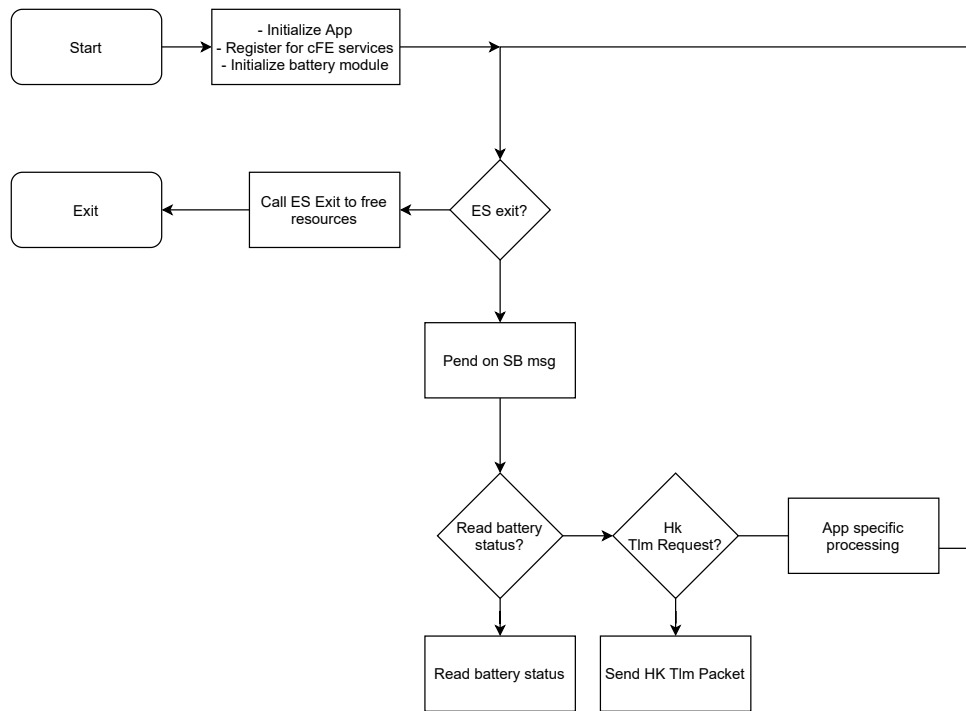 Start
- Initialize App
- Register for cFE services
- Initialize battery module
Exit
Call ES Exit to free
resources
ES exit?
Pend on SB msg
Read battery
status?
Hk
Tlm Request?
App specific
processing
Read battery status
Send HK Tlm Packet